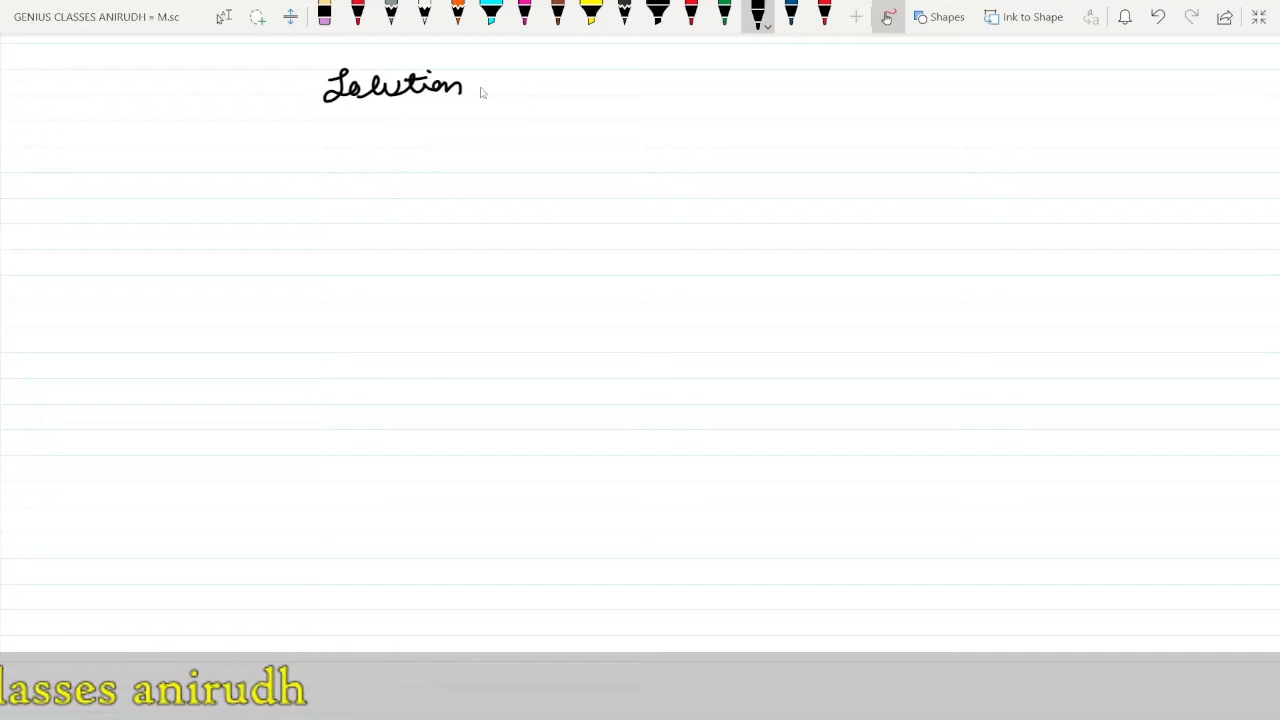 GENIUS CLASSES ANIRUDH » M.sc
Shapes
Ink to Shape
Solution
lasses anirudh